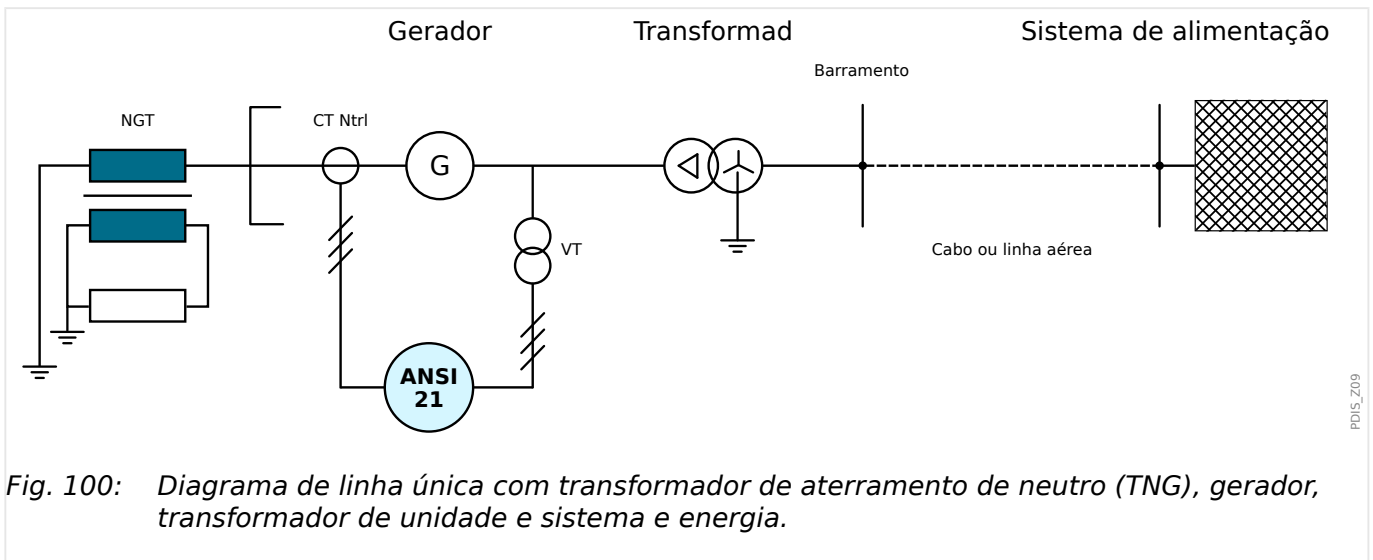 Gerador
Transformad
Sistema de alimentação
Barramento
NGT
CT Ntrl
G
VT
Cabo ou linha aérea
ANSI
21
PDIS_Z09
Fig. 100: Diagrama de linha única com transformador de aterramento de neutro (TNG), gerador,
transformador de unidade e sistema e energia.